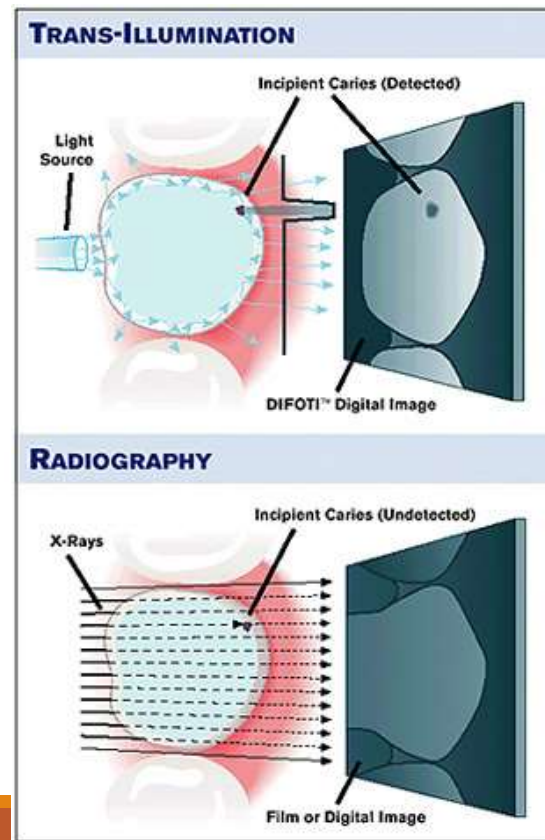 TRANS-ILLUMINATION
Incipient Caries (Detected)
Light
Source
DIFOTI™ Digital Image
RADIOGRAPHY
Incipient Caries (Undetected)
X-Rays
Film or Digital Image